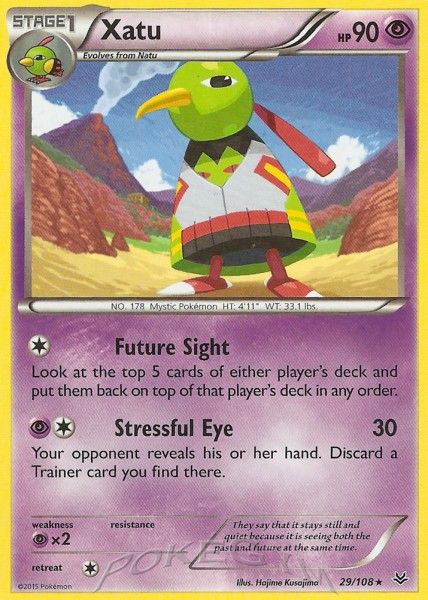 STAGE1
Xatu
HP 90
Evolves from Natu
NO. 178 Mystic Pokémon HT: 4'11" WT: 33.1 lbs.
Future Sight
Look at the top 5 cards of either player's deck and
put them back on top of that player's deck in any order.
Stressful Eye 30
Your opponent reveals his or her hand. Discard a
Trainer card you find there.
weakness resistance
×2
retreat
They say that it stays still and
quiet because it is seeing both the
past and future at the same time.
©2015 Pokémon
Illus. Hajime Kusajima
29/108 ★